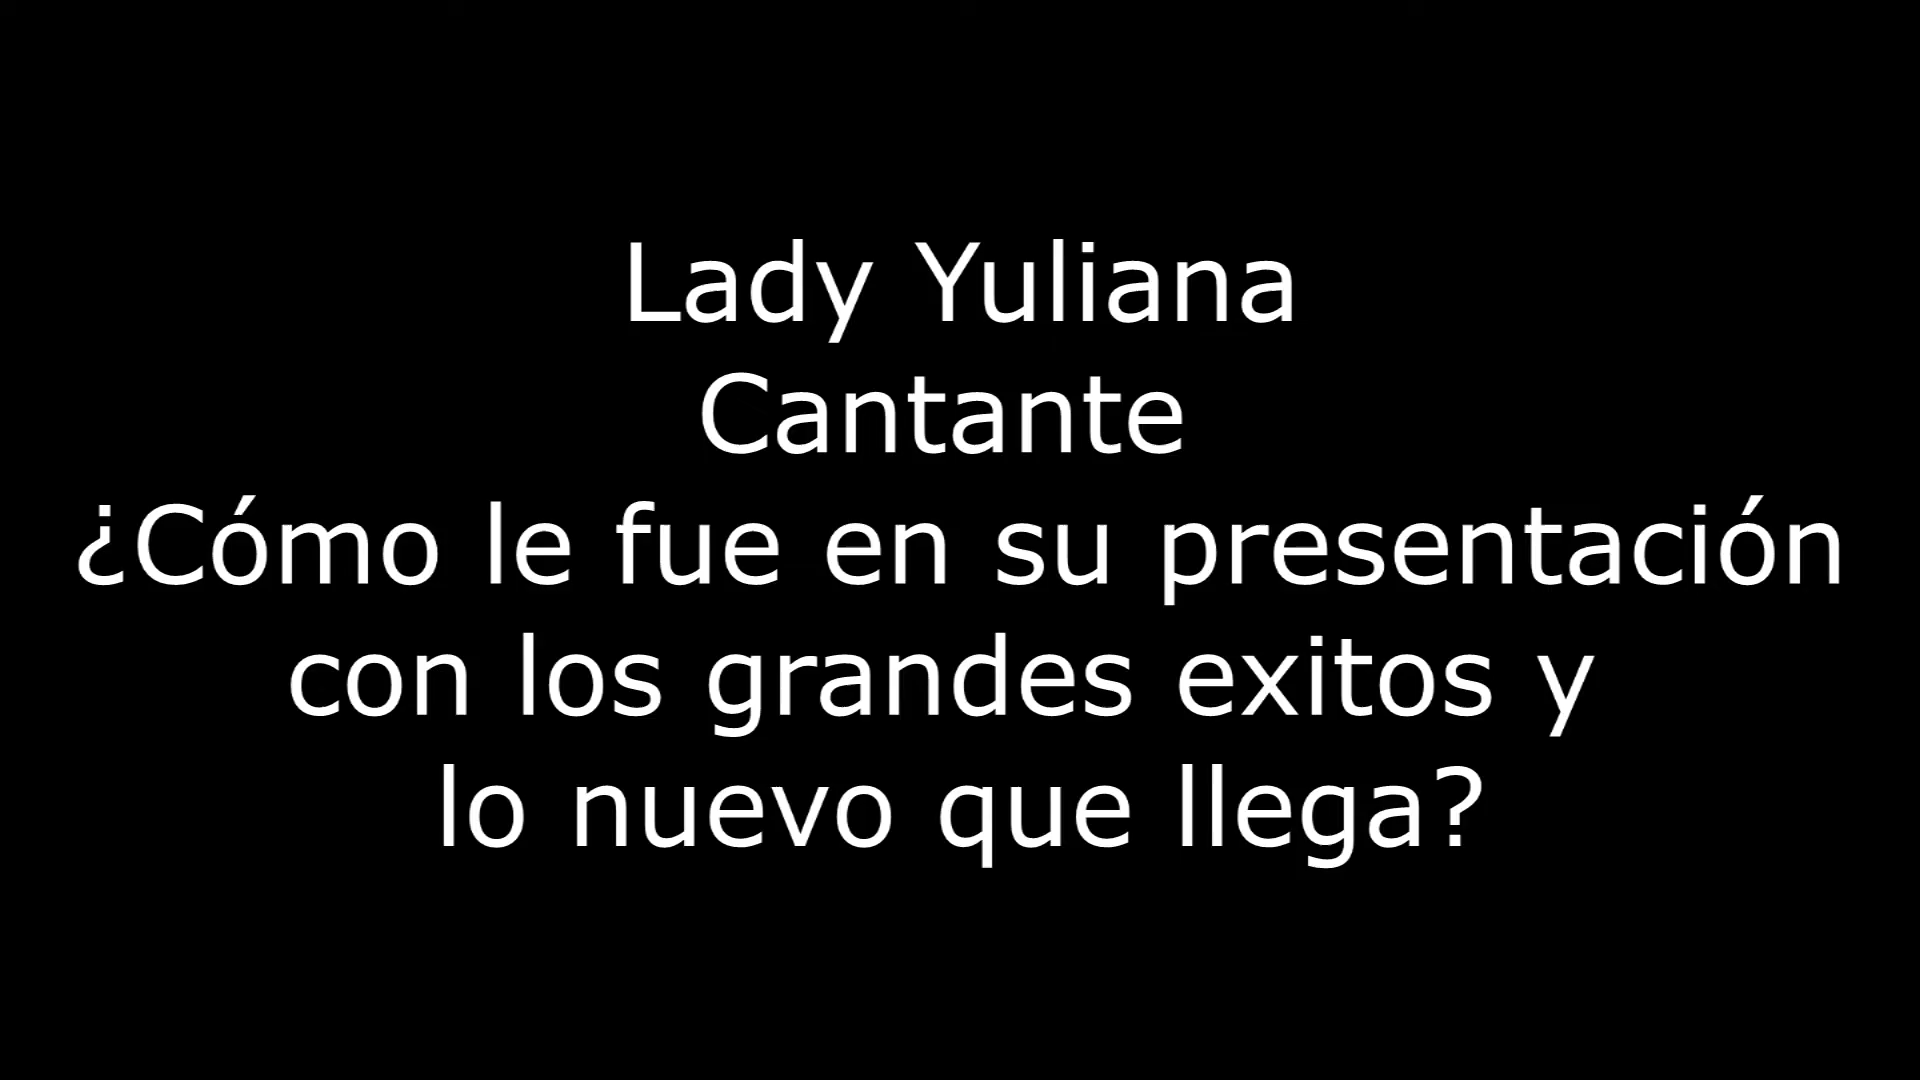 Lady Yuliana
Cantante
¿Cómo le fue en su presentación
con los grandes exitos y
lo nuevo que llega?